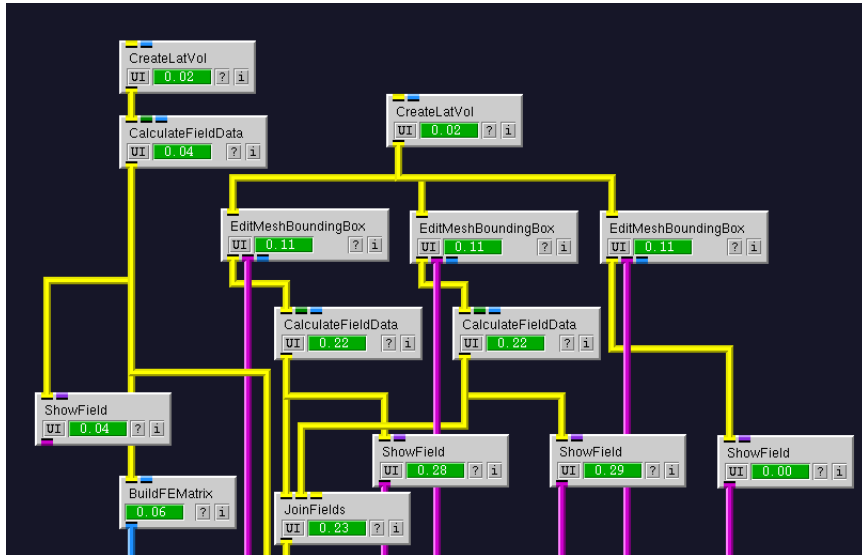 CreateLatVol
UI 0.02 ? i
CreateLatVol
UI 0.02 ? i
CalculateFieldData
UI 0.04 ? i
EditMeshBoundingBox
UI 0.11 ? i
EditMeshBoundingBox
UI 0.11 ? i
EditMeshBoundingBox
UI 0.11 ? i
CalculateFieldData
UI 0.22 ? i
CalculateFieldData
UI 0.22 ? i
ShowField
UI 0.04 ? i
ShowField
UI 0.28 ? i
ShowField
UI 0.29 ? i
ShowField
UI 0.00 ? i
BuildFEMatrix
0.06 ? i
JoinFields
UI 0.23 ? i